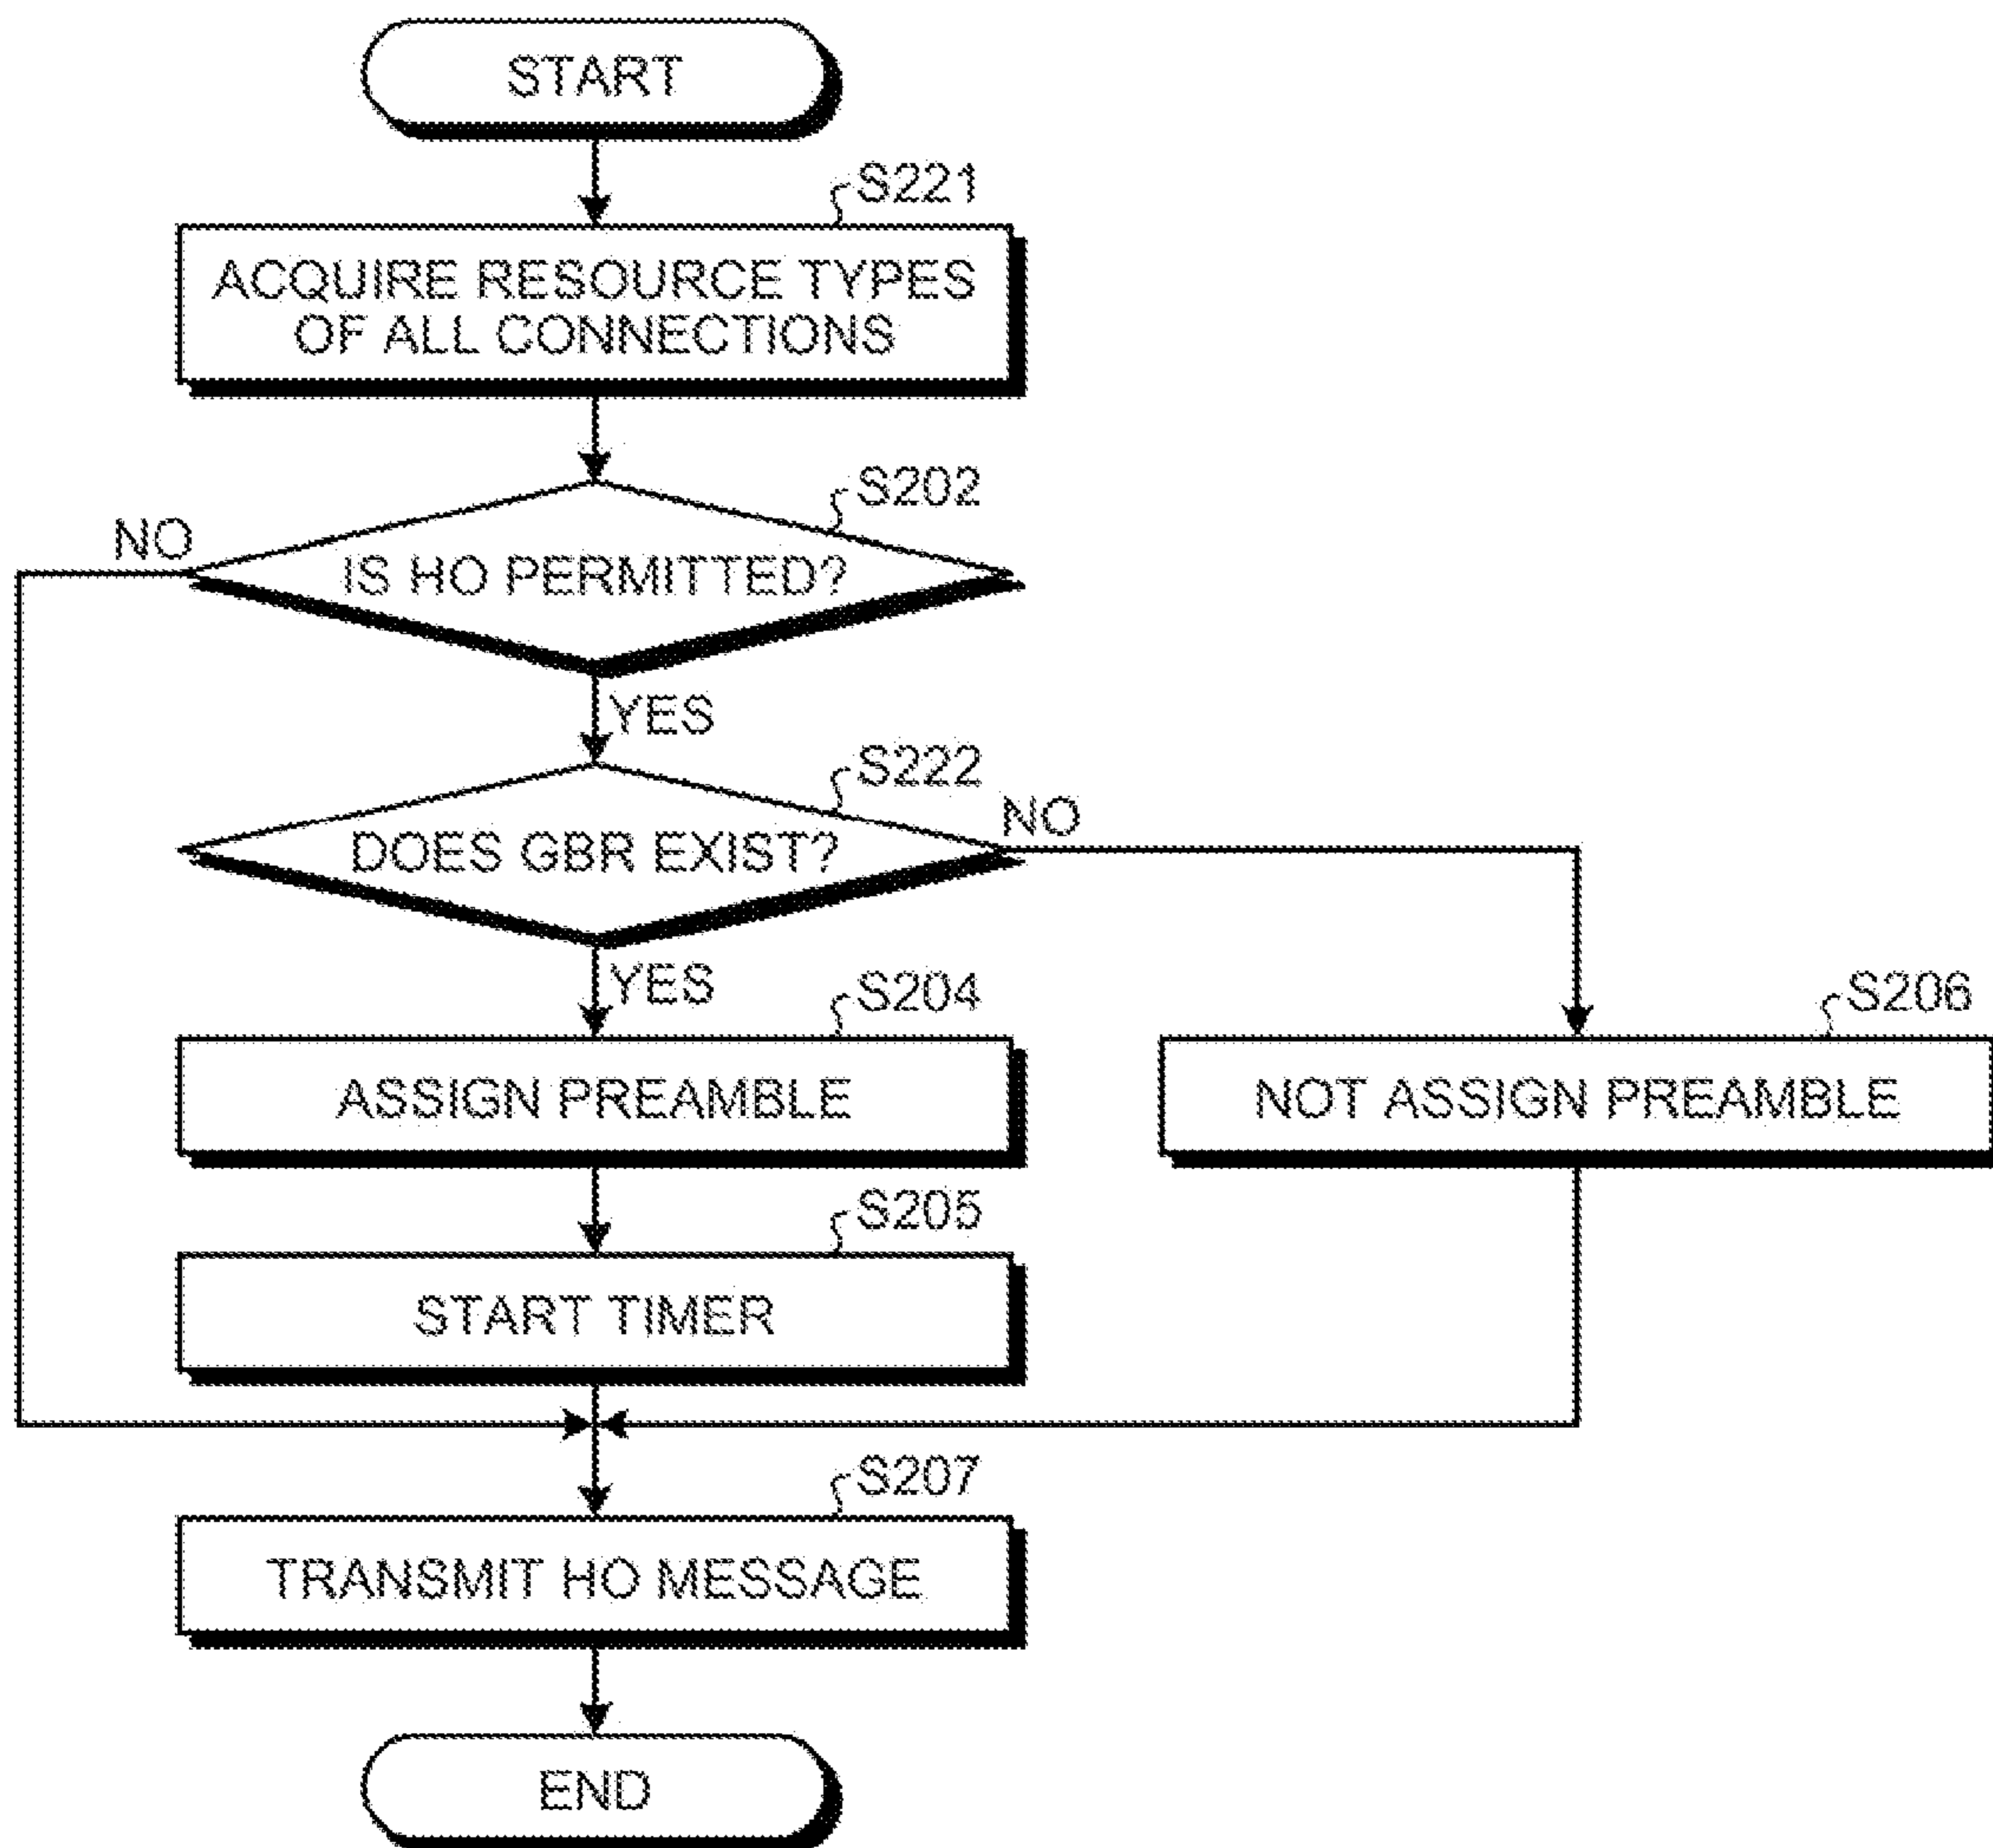 START
S221
ACQUIRE RESOURCE TYPES
OF ALL CONNECTIONS
S202
NO
IS HO PERMITTED?
YES
S222
NO
DOES GBR EXIST?
YES
S204
S206
ASSIGN PREAMBLE
NOT ASSIGN PREAMBLE
S205
START TIMER
S207
TRANSMIT HO MESSAGE
END